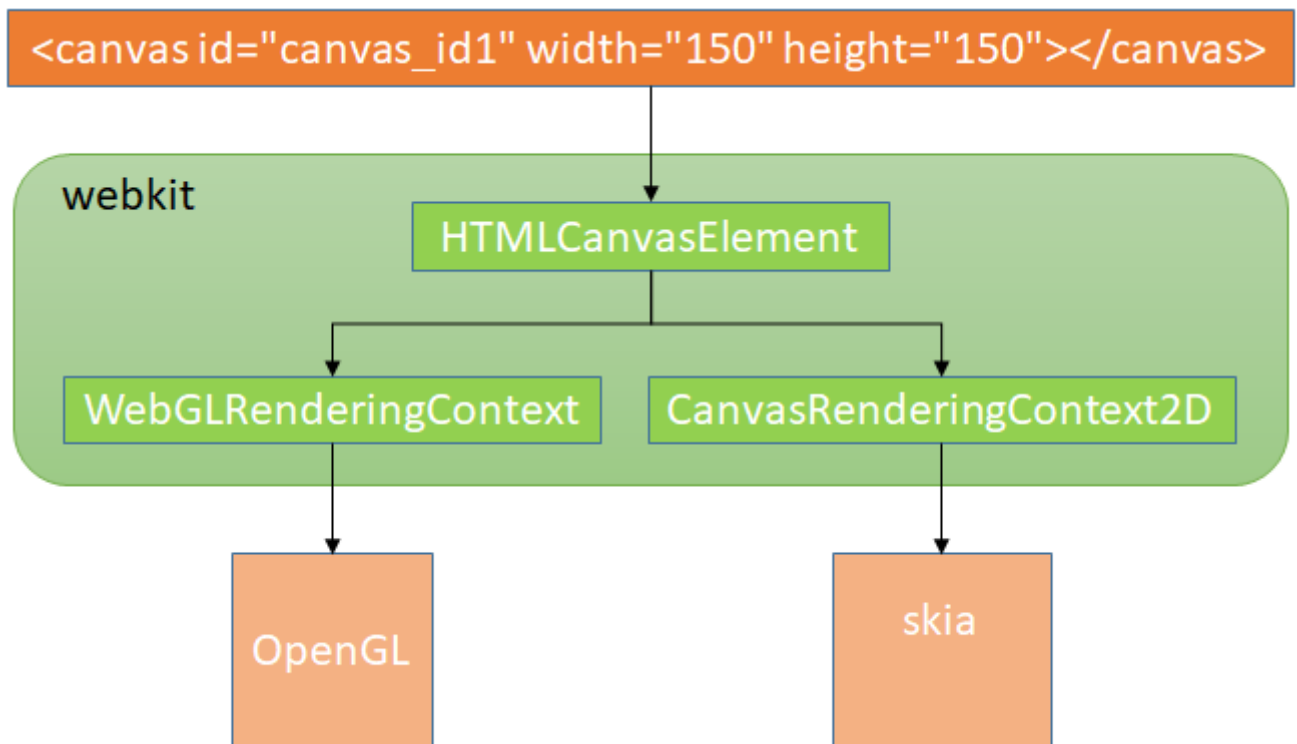 <canvas id="canvas_id1" width="150" height="150"></canvas>
webkit
HTMLCanvasElement
WebGLRenderingContext
CanvasRenderingContext2D
OpenGL
skia